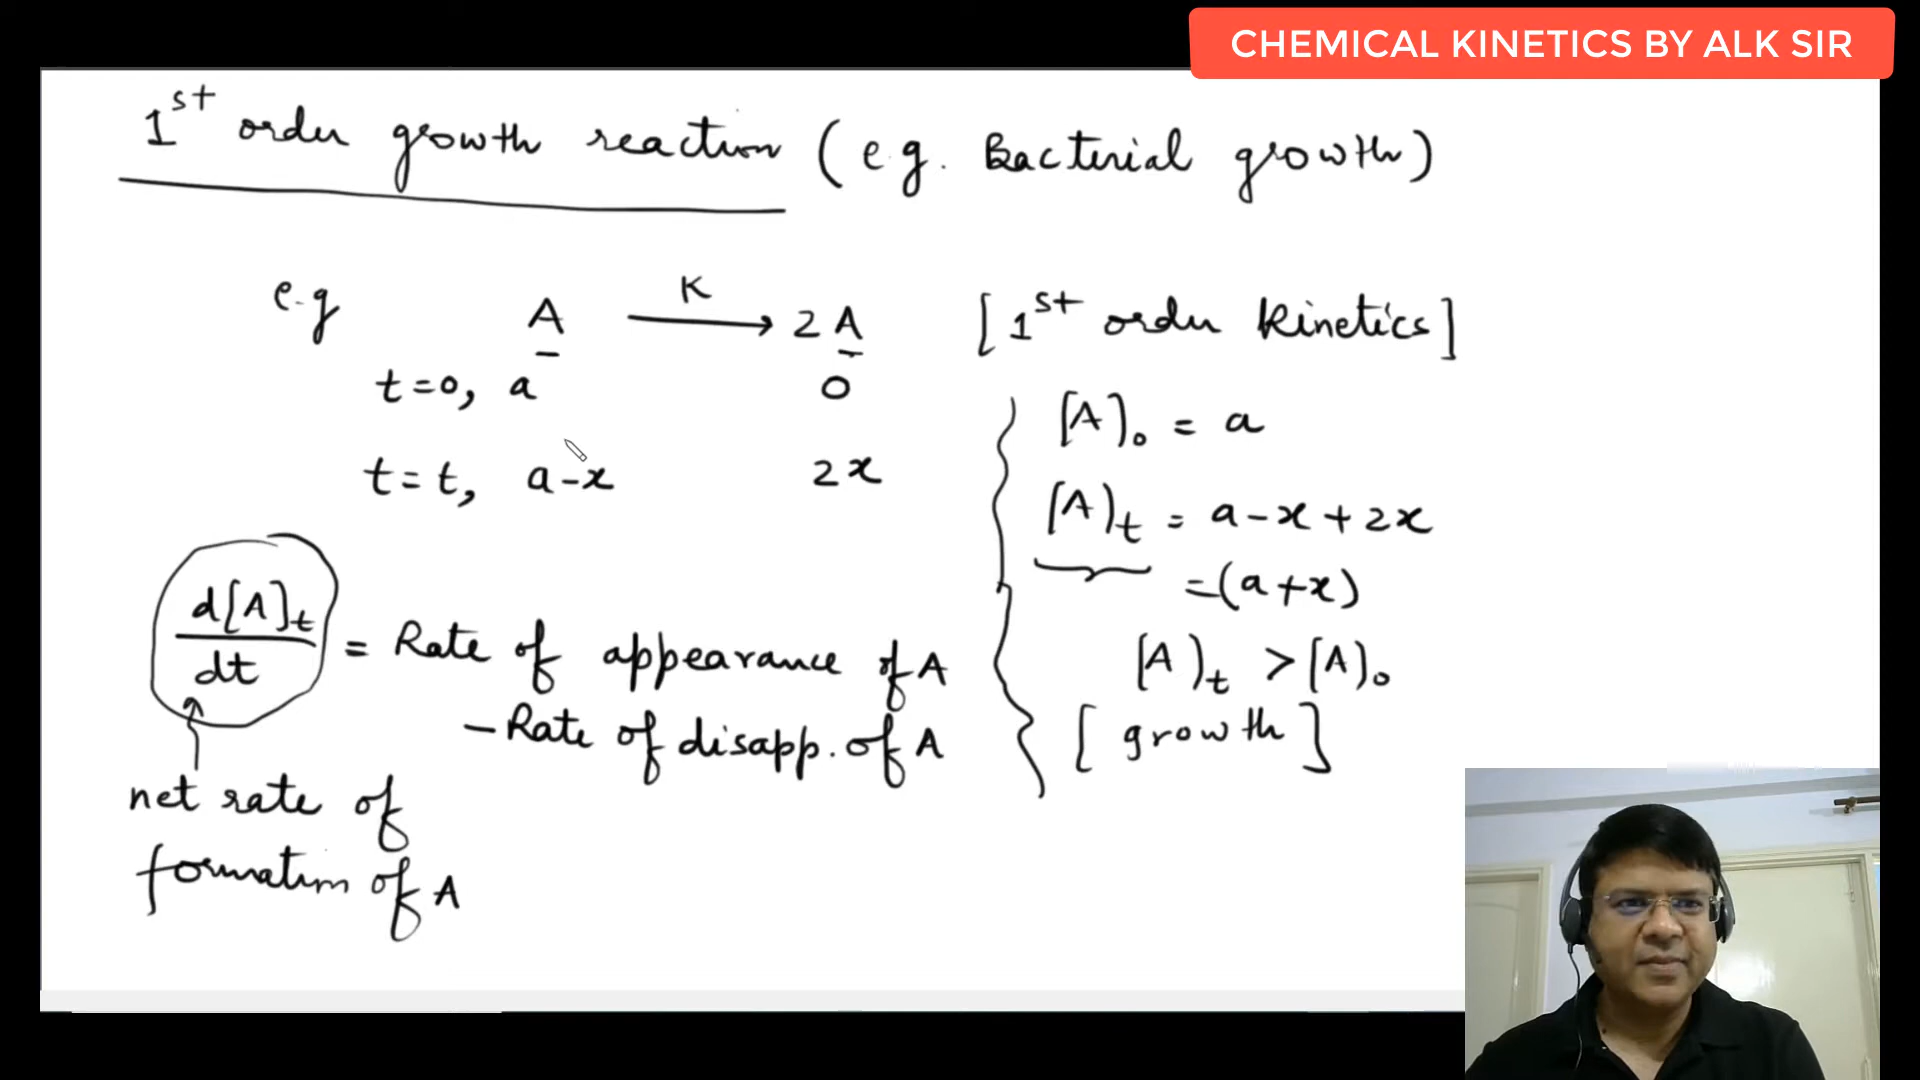 CHEMICAL KINETICS BY ALK SIR
1st order growth reaction (e.g. Bacterial growth)
e.g A K→ 2A [1st order kinetics]
t=0, a 0
t=t, a-x 2x
[A]0 = a
[A]t = a-x+2x
=(a+x)
[A]t > [A]0
[growth]
d[A]t/dt = Rate of appearance of A
- Rate of disapp. of A
net rate of
formation of A